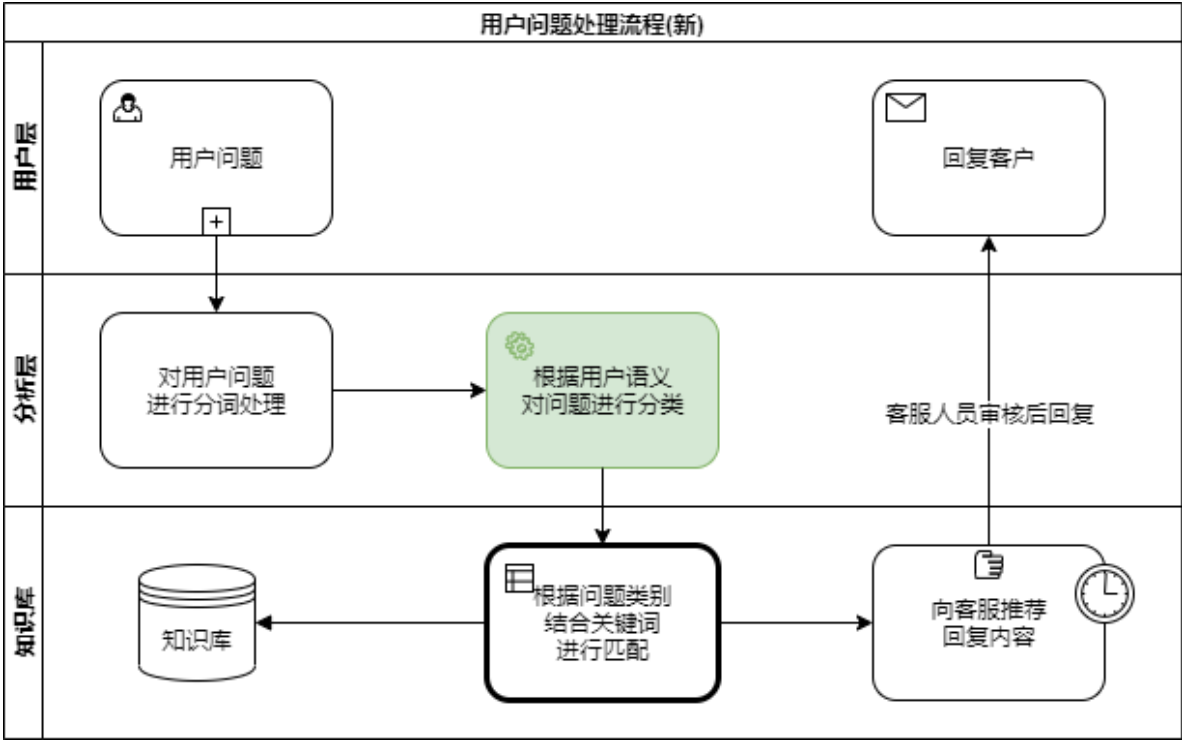 用户问题处理流程(新)
用户层
用户问题
回复客户
分析层
对用户问题
进行分词处理
根据用户语义
对问题进行分类
客服人员审核后回复
知识库
知识库
根据问题类别
结合关键词
进行匹配
向客服推荐
回复内容